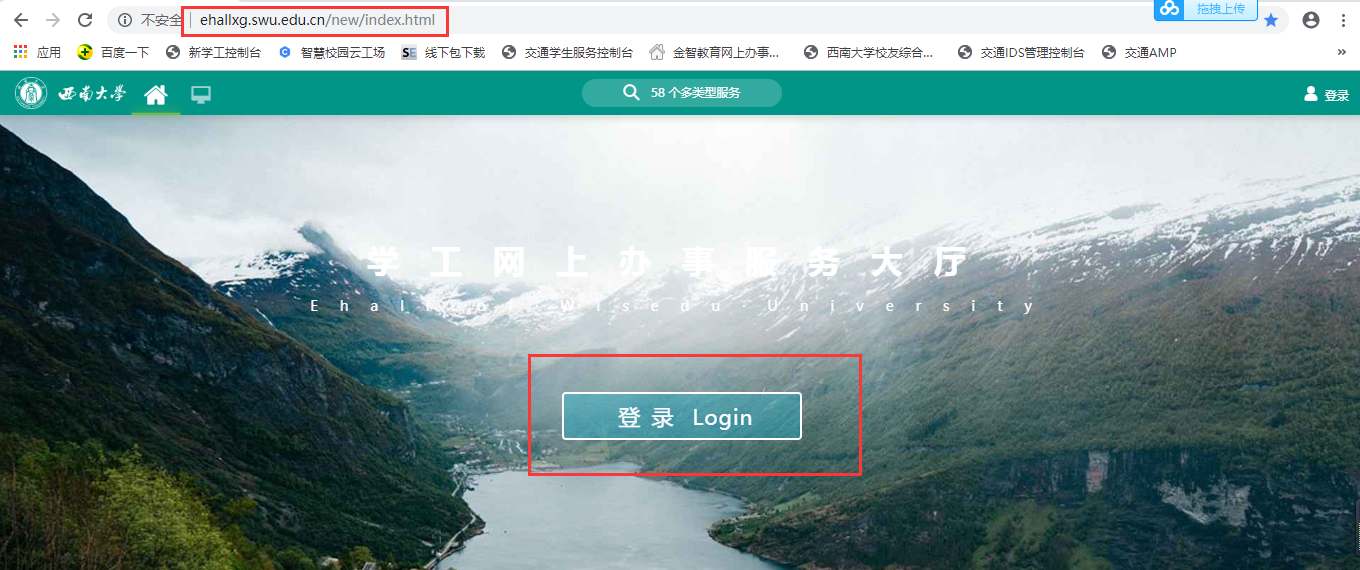 拖拽上传
不安全 | ehallxg.swu.edu.cn/new/index.html
应用 百度一下 新学工控制台 智慧校园云工场 线下包下载 交通学生服务控制台 金智教育网上办事... 西南大学校友综合... 交通IDS管理控制台 交通AMP »
西南大学 58 个多类型服务 登录
学工网上办事服务大厅
Wisedu University
登 录 Login